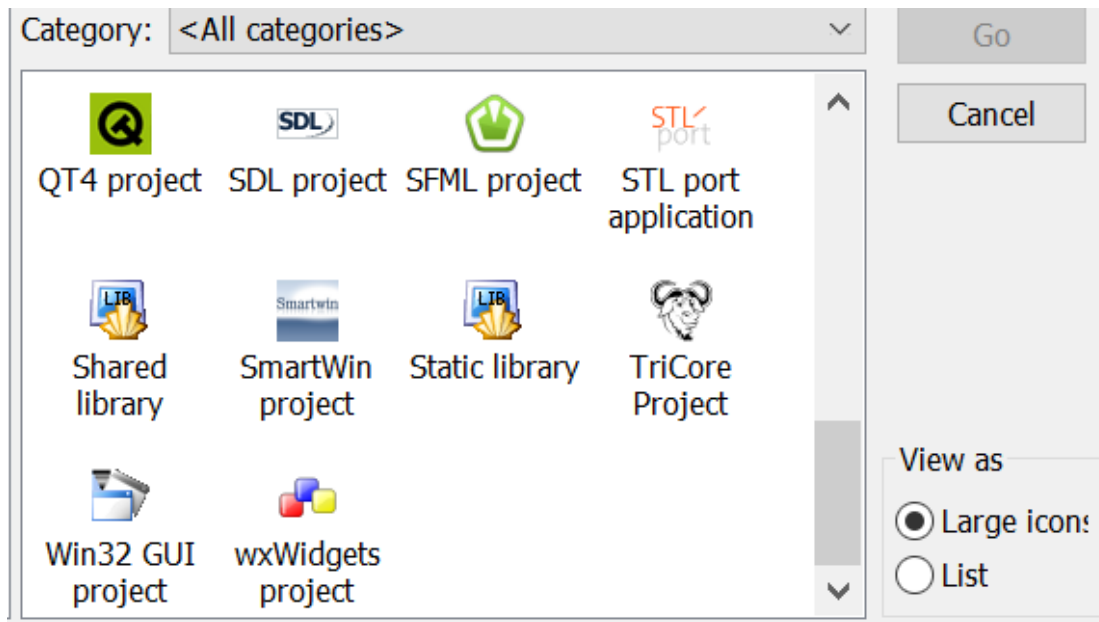 Category: <All categories>
Go
Cancel
SDL
STL
port
QT4 project
SDL project
SFML project
STL port
application
LIB
Smartwin
LIB
Shared
library
SmartWin
project
Static library
TriCore
Project
Win32 GUI
project
wxWidgets
project
View as
Large icons
List